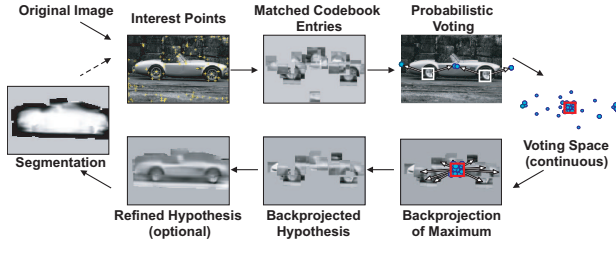 Original Image
Interest Points
Matched Codebook
Entries
Probabilistic
Voting
Voting Space
(continuous)
Segmentation
Refined Hypothesis
(optional)
Backprojected
Hypothesis
Backprojection
of Maximum